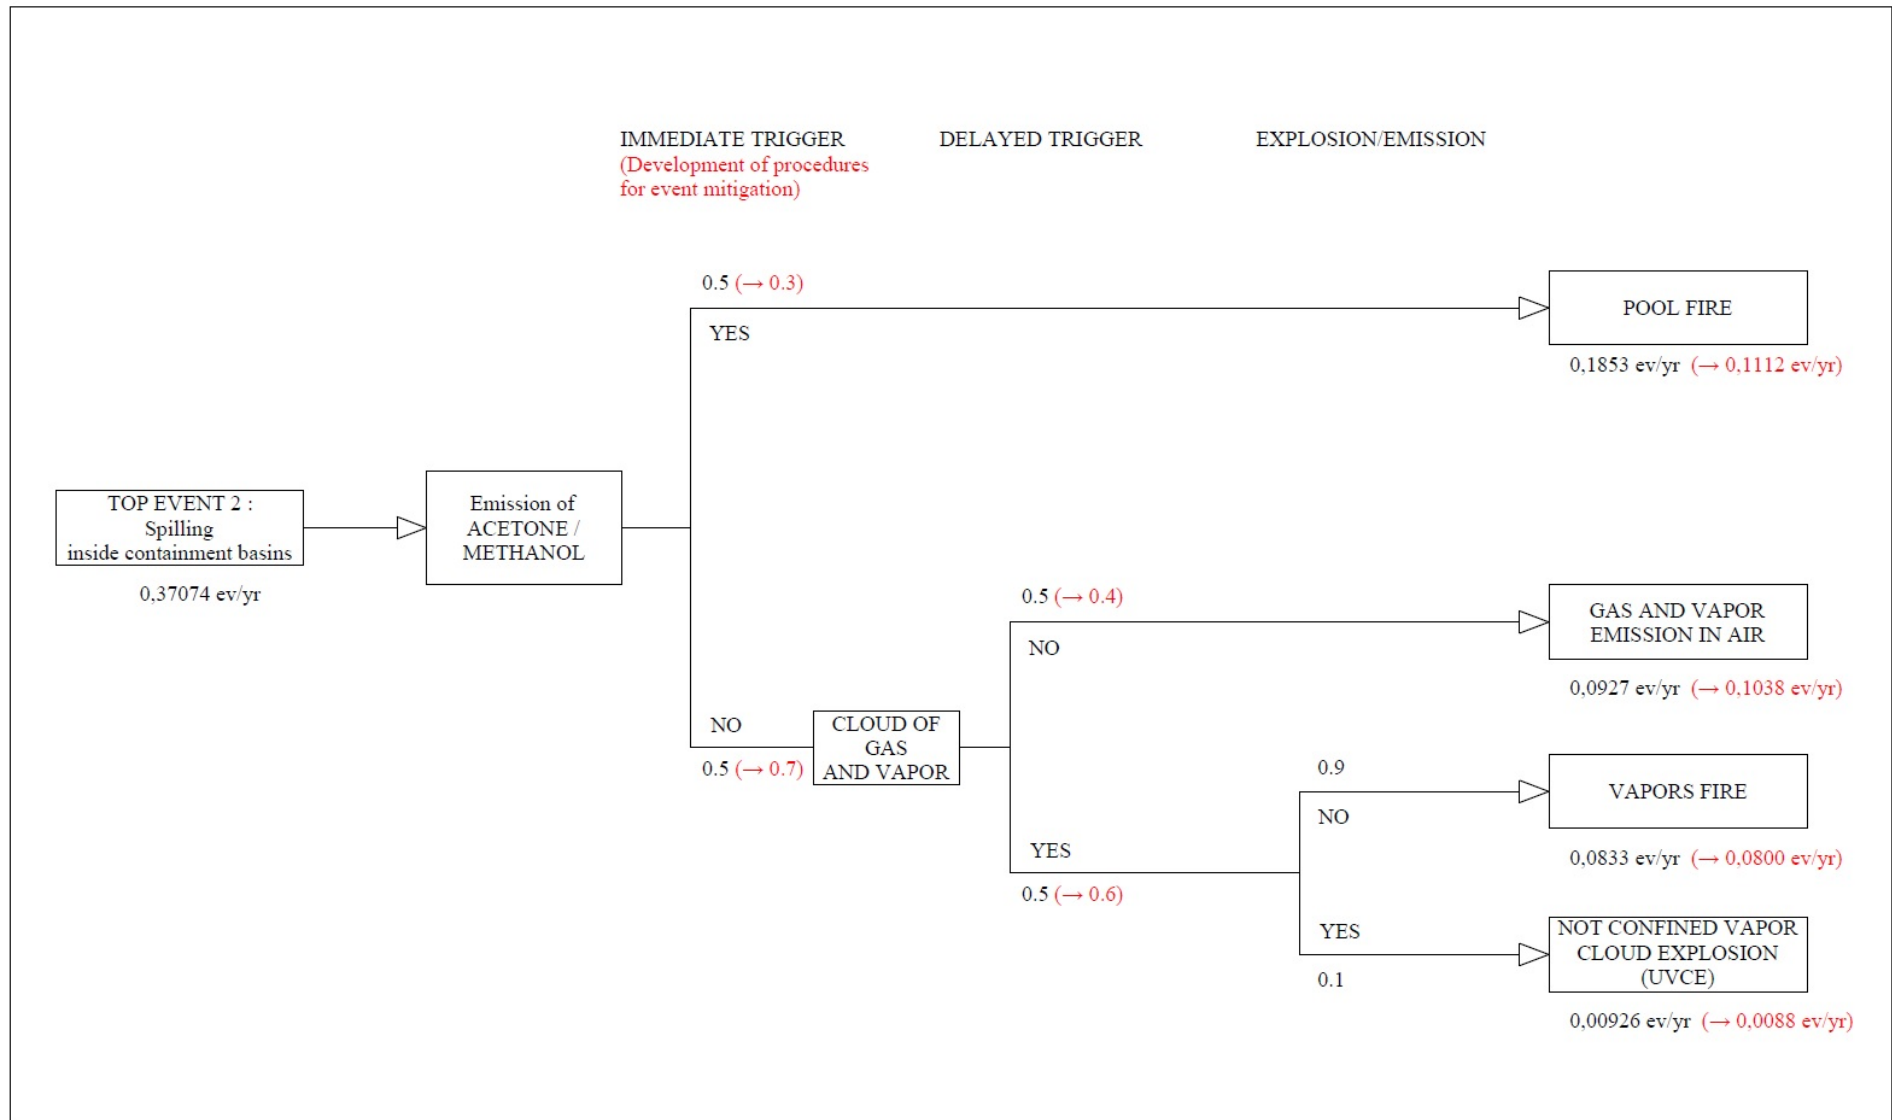 IMMEDIATE TRIGGER
(Development of procedures
for event mitigation)
DELAYED TRIGGER
EXPLOSION/EMISSION
0.5 (→ 0.3)
YES
POOL FIRE
0,1853 ev/yr (→ 0,1112 ev/yr)
TOP EVENT 2 :
Spilling
inside containment basins
0,37074 ev/yr
Emission of
ACETONE /
METHANOL
0.5 (→ 0.4)
NO
GAS AND VAPOR
EMISSION IN AIR
0,0927 ev/yr (→ 0,1038 ev/yr)
NO
0.5 (→ 0.7)
CLOUD OF
GAS
AND VAPOR
0.9
NO
VAPORS FIRE
0,0833 ev/yr (→ 0,0800 ev/yr)
YES
0.5 (→ 0.6)
YES
0.1
NOT CONFINED VAPOR
CLOUD EXPLOSION
(UVCE)
0,00926 ev/yr (→ 0,0088 ev/yr)